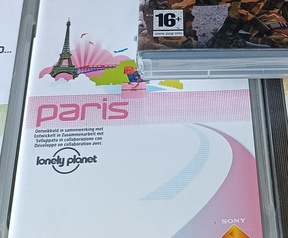 16+
www.pegi.info
paris
Ontwikkeld in samenwerking met
Entwickelt in Zusammenarbeit mit
Sviluppato in collaborazione con
Développé en collaboration avec
lonely planet
SONY